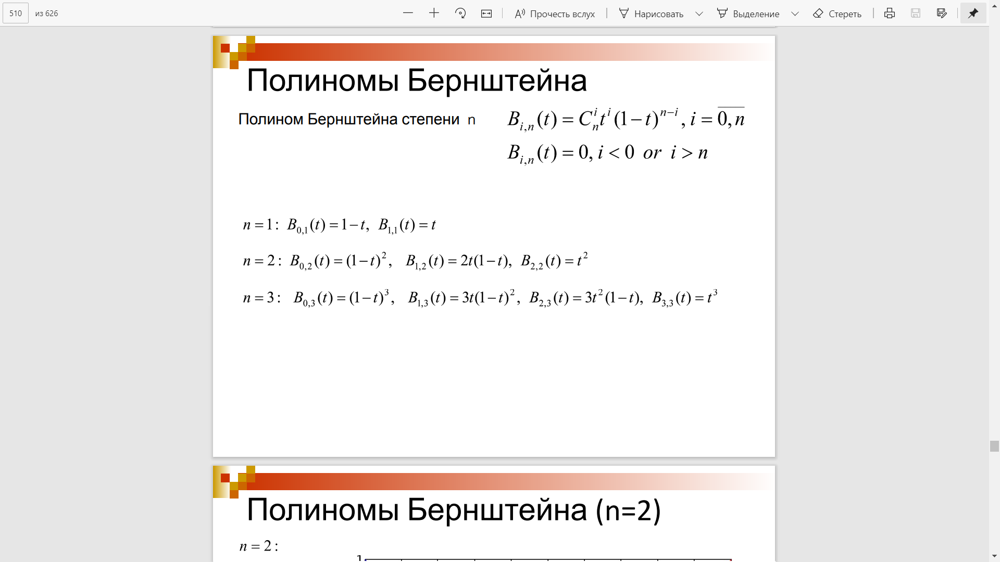 510 из 626 Прочесть вслух Нарисовать Выделение Стереть
Полиномы Бернштейна
Полином Бернштейна степени n
B_{i,n}(t) = C_n^i t^i (1 − t)^{n−i}, i = \overline{0, n}
B_{i,n}(t) = 0, i < 0 or i > n
n = 1: B_{0,1}(t) = 1 − t, B_{1,1}(t) = t
n = 2: B_{0,2}(t) = (1 − t)^2, B_{1,2}(t) = 2t(1 − t), B_{2,2}(t) = t^2
n = 3: B_{0,3}(t) = (1 − t)^3, B_{1,3}(t) = 3t(1 − t)^2, B_{2,3}(t) = 3t^2(1 − t), B_{3,3}(t) = t^3
Полиномы Бернштейна (n=2)
n = 2:
1